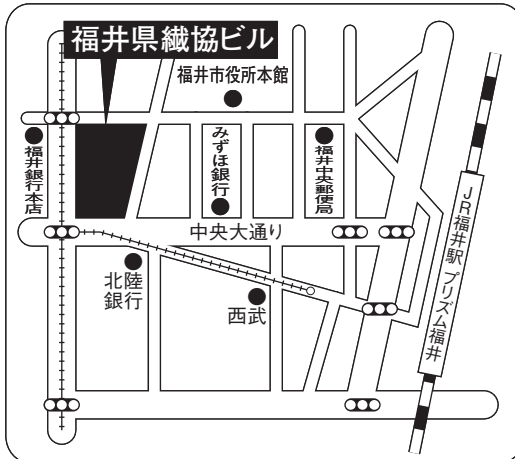 福井県繊協ビル
福井市役所本館
福井銀行本店
みずほ銀行
福井中央郵便局
中央大通り
北陸
銀行
西武
JR福井駅 プリズム福井